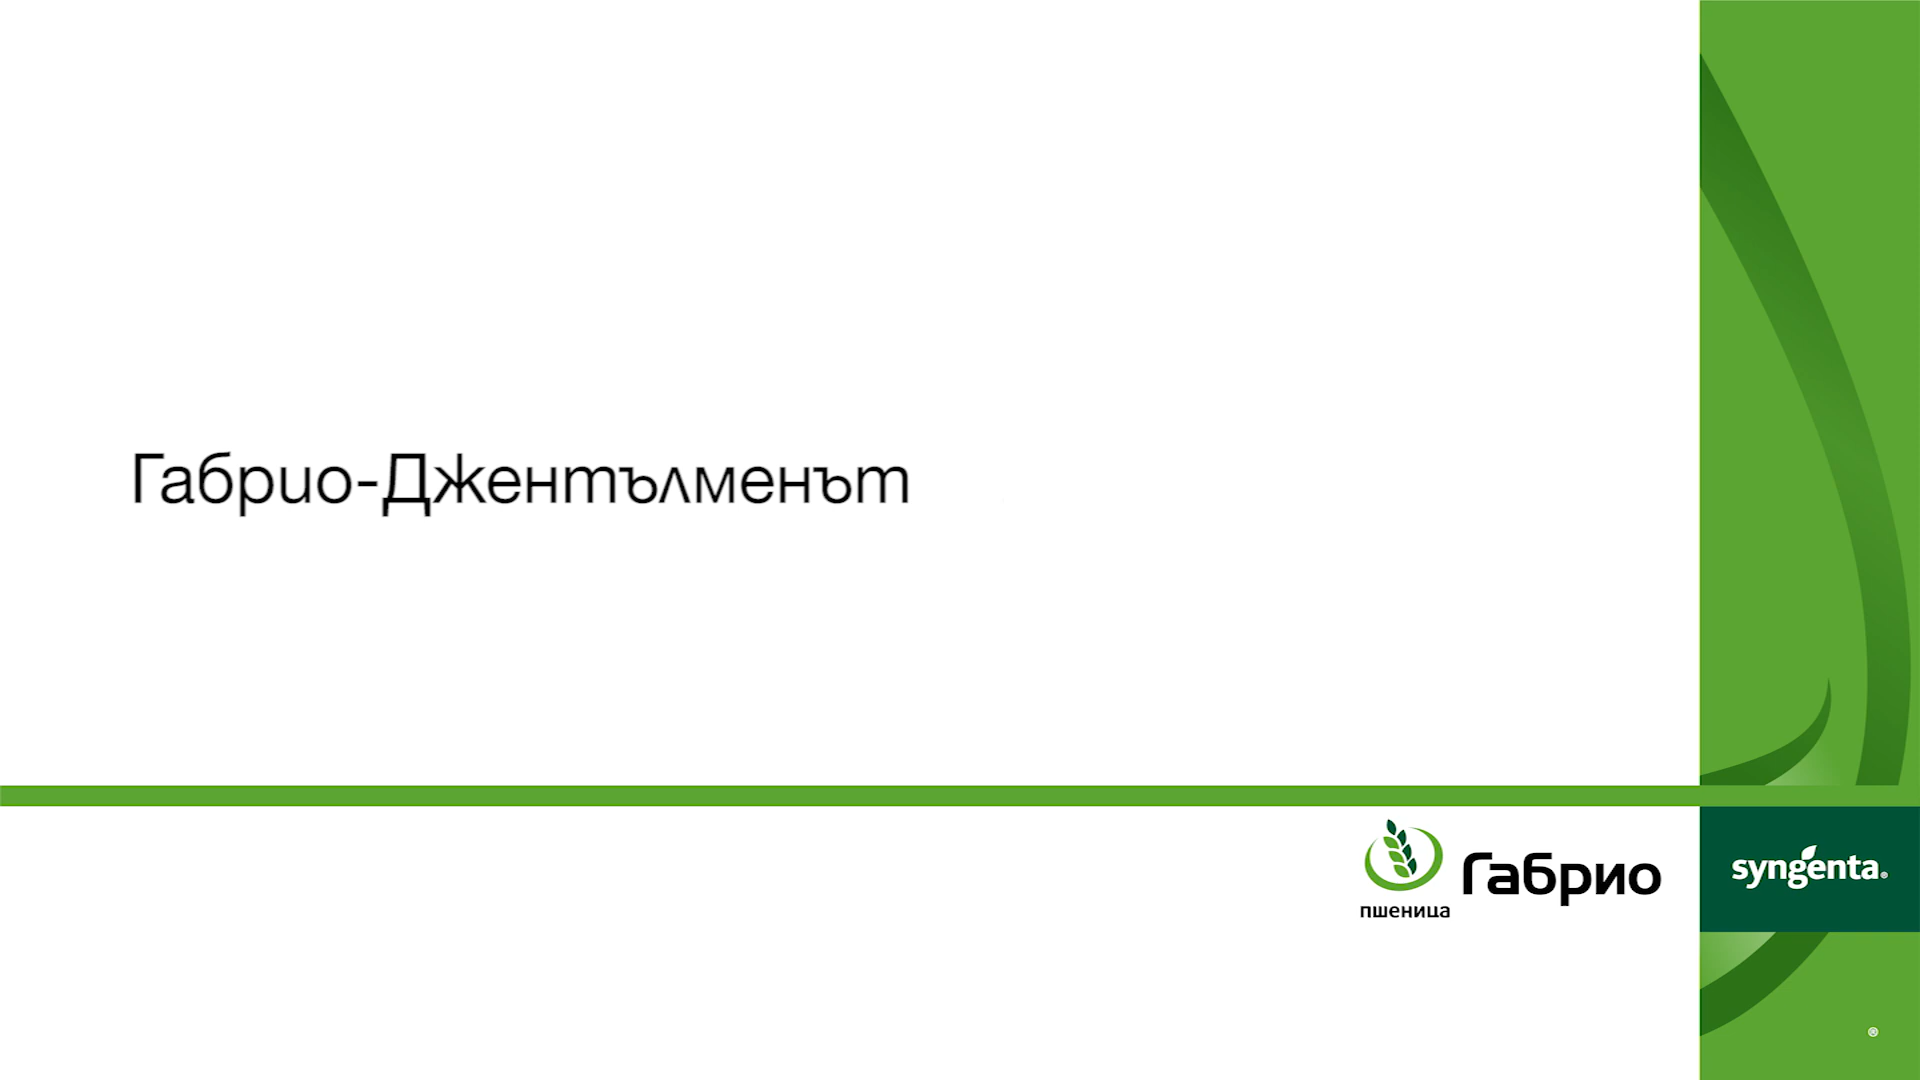 Габрио-Джентълменът
Габрио
пшеница
syngenta®
®